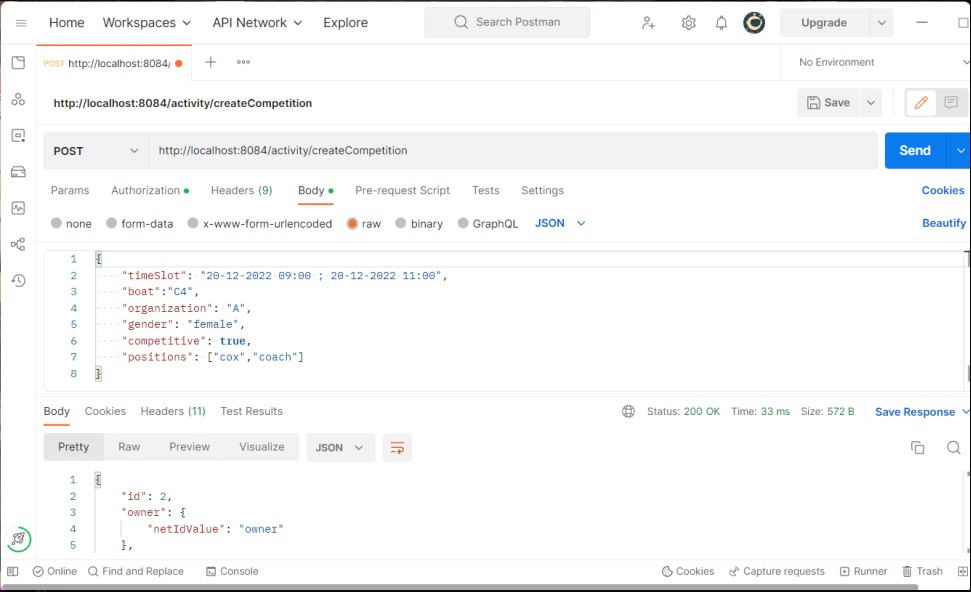 Home Workspaces API Network Explore Search Postman Upgrade
POST http://localhost:8084/ No Environment
http://localhost:8084/activity/createCompetition Save
POST http://localhost:8084/activity/createCompetition Send
Params Authorization Headers (9) Body Pre-request Script Tests Settings Cookies
none form-data x-www-form-urlencoded raw binary GraphQL JSON Beautify
1 {
2 "timeSlot": "20-12-2022 09:00 ; 20-12-2022 11:00",
3 "boat":"C4",
4 "organization": "A",
5 "gender": "female",
6 "competitive": true,
7 "positions": ["cox","coach"]
8 }
Body Cookies Headers (11) Test Results Status: 200 OK Time: 33 ms Size: 572 B Save Response
Pretty Raw Preview Visualize JSON
1 {
2 "id": 2,
3 "owner": {
4 "netIdValue": "owner"
5 },
Online Find and Replace Console Cookies Capture requests Runner Trash